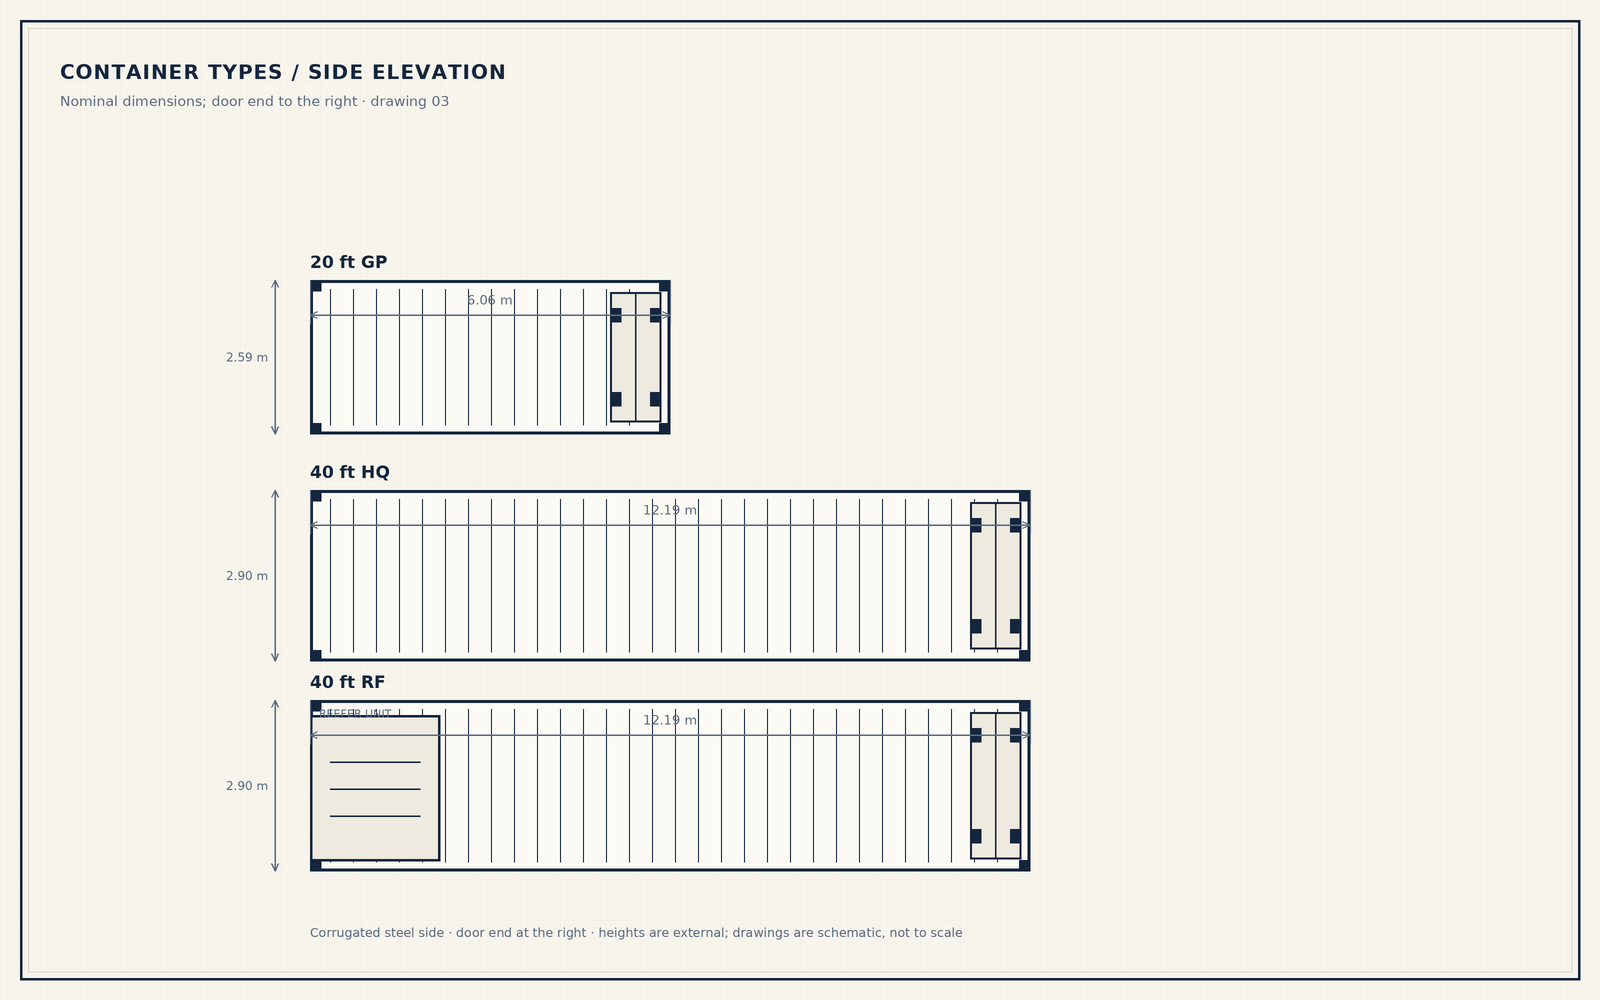 CONTAINER TYPES / SIDE ELEVATION
Nominal dimensions; door end to the right · drawing 03
20 ft GP
6.06 m
2.59 m
40 ft HQ
12.19 m
2.90 m
40 ft RF
REEFER UNIT
12.19 m
2.90 m
Corrugated steel side · door end at the right · heights are external; drawings are schematic, not to scale